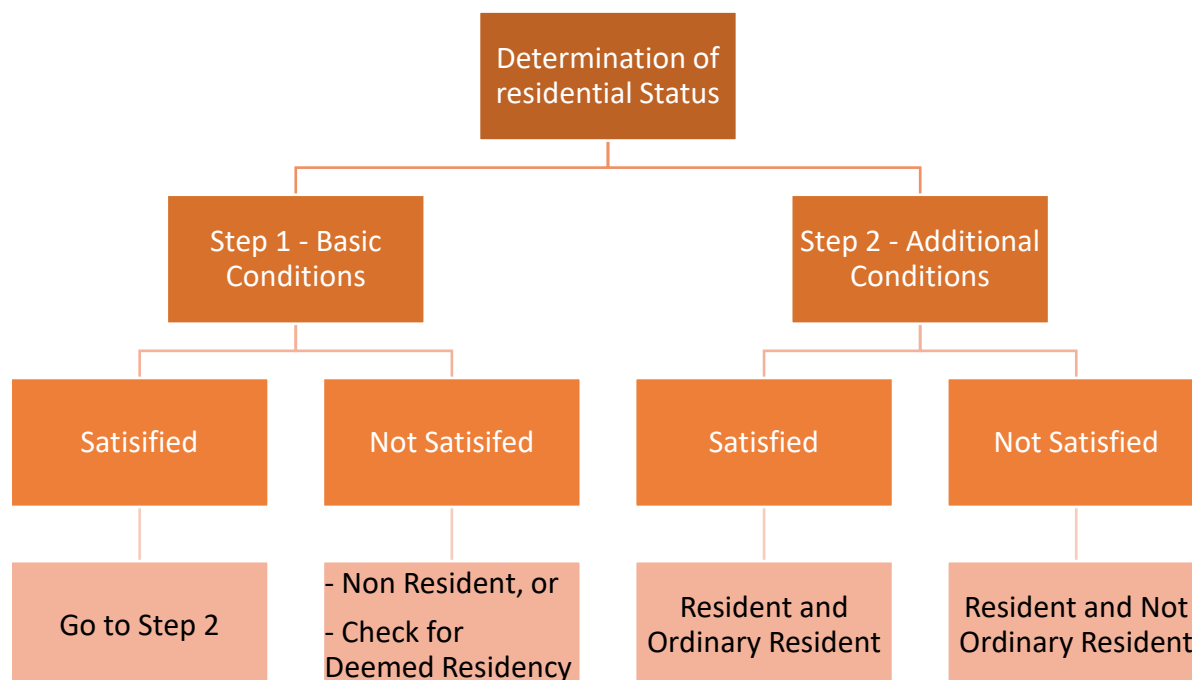 Determination of
residential Status
Step 1 - Basic
Conditions
Step 2 - Additional
Conditions
Satisified
Not Satisifed
Satisfied
Not Satisfied
Go to Step 2
- Non Resident, or
- Check for
Deemed Residency
Resident and
Ordinary Resident
Resident and Not
Ordinary Resident